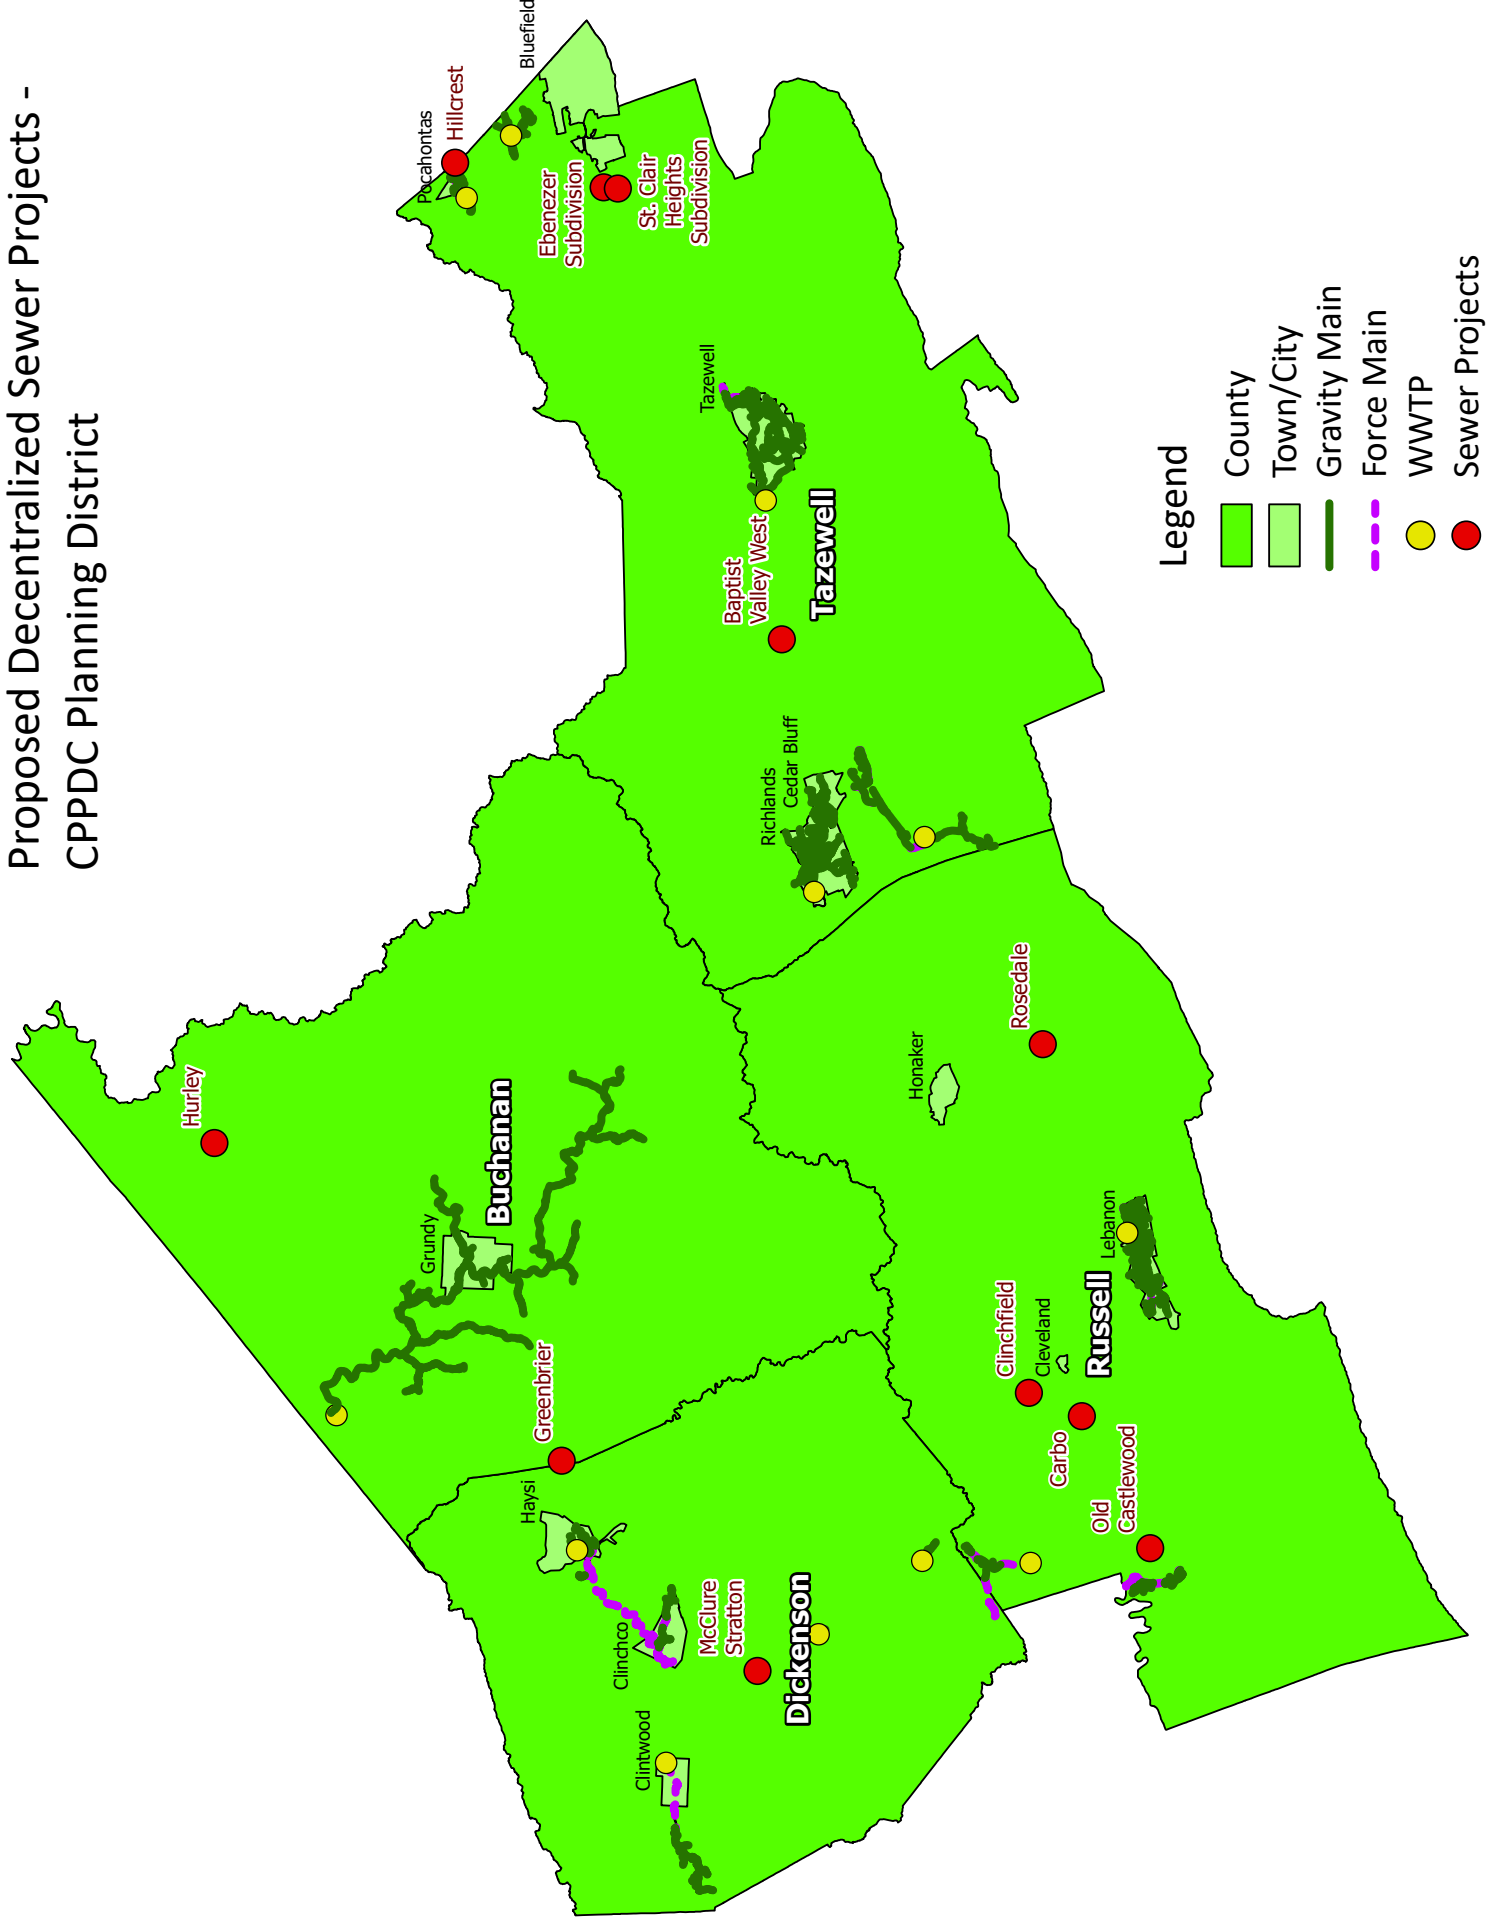 Proposed Decentralized Sewer Projects -
CPPDC Planning District
Hurley
Buchanan
Grundy
Greenbrier
Haysi
Clinchco
McClure
Stratton
Dickenson
Clintwood
Pocahontas
Hillcrest
Bluefield
Ebenezer
Subdivision
St. Clair
Heights
Subdivision
Tazewell
Baptist
Valley West
Tazewell
Richlands
Cedar Bluff
Rosedale
Honaker
Lebanon
Russell
Clinchfield
Cleveland
Carbo
Old
Castlewood
Legend
County
Town/City
Gravity Main
Force Main
WWTP
Sewer Projects